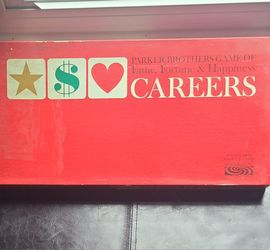 $
PARKER BROTHERS GAME OF
Fame, Fortune & Happiness
CAREERS